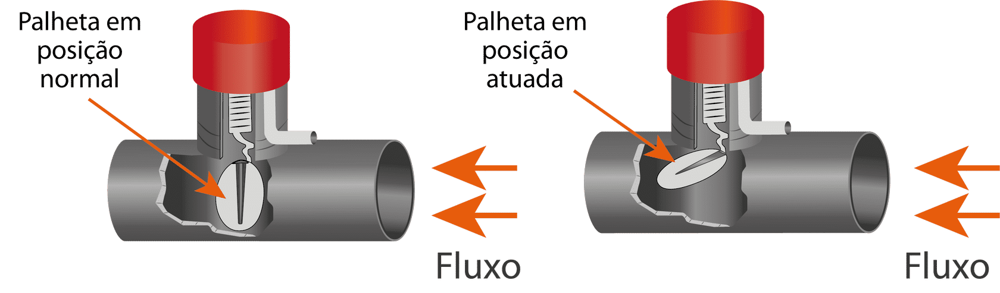 Palheta em
posição
normal
Fluxo
Palheta em
posição
atuada
Fluxo